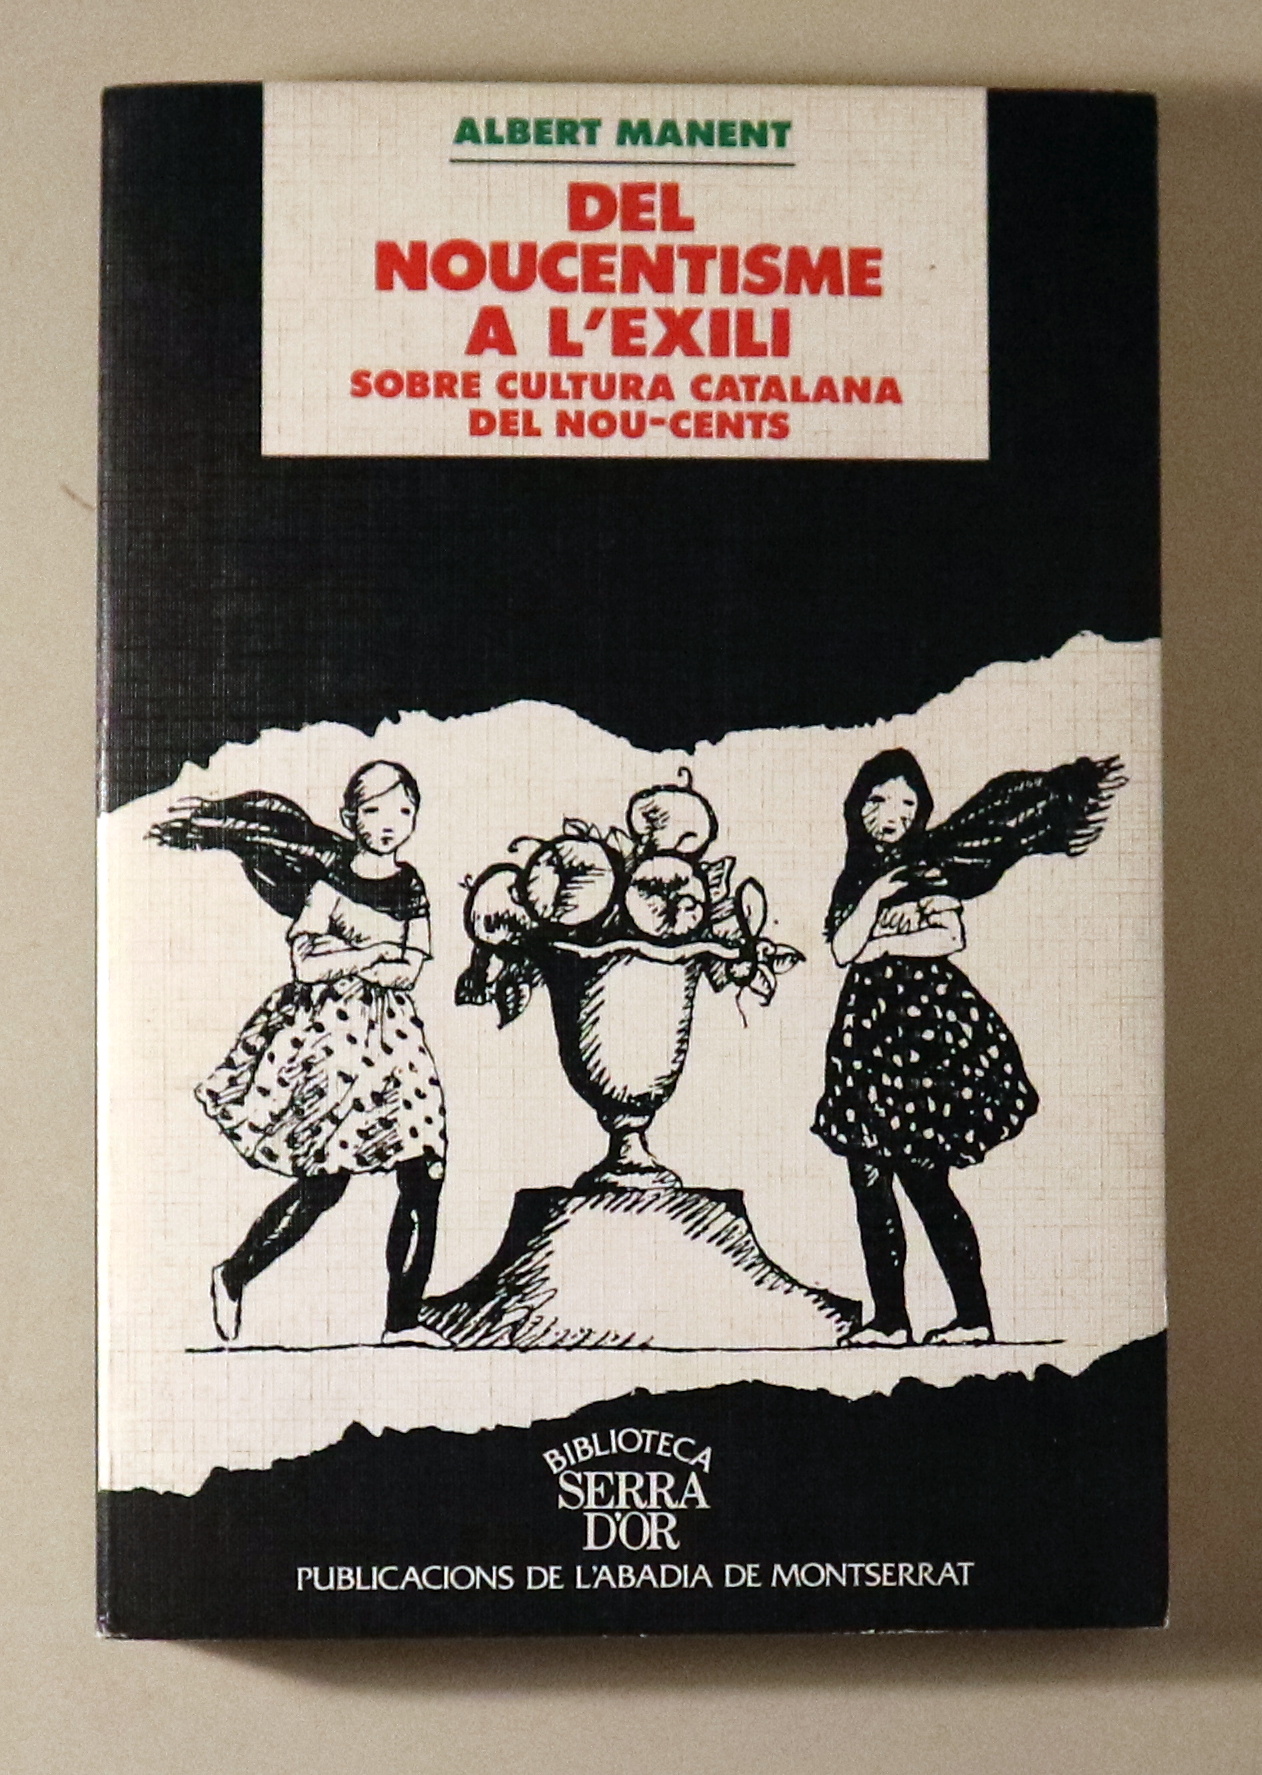 ALBERT MANENT
DEL
NOUCENTISME
A L'EXILI
SOBRE CULTURA CATALANA
DEL NOU-CENTS
BIBLIOTECA
SERRA
D'OR
PUBLICACIONS DE L'ABADIA DE MONTSERRAT